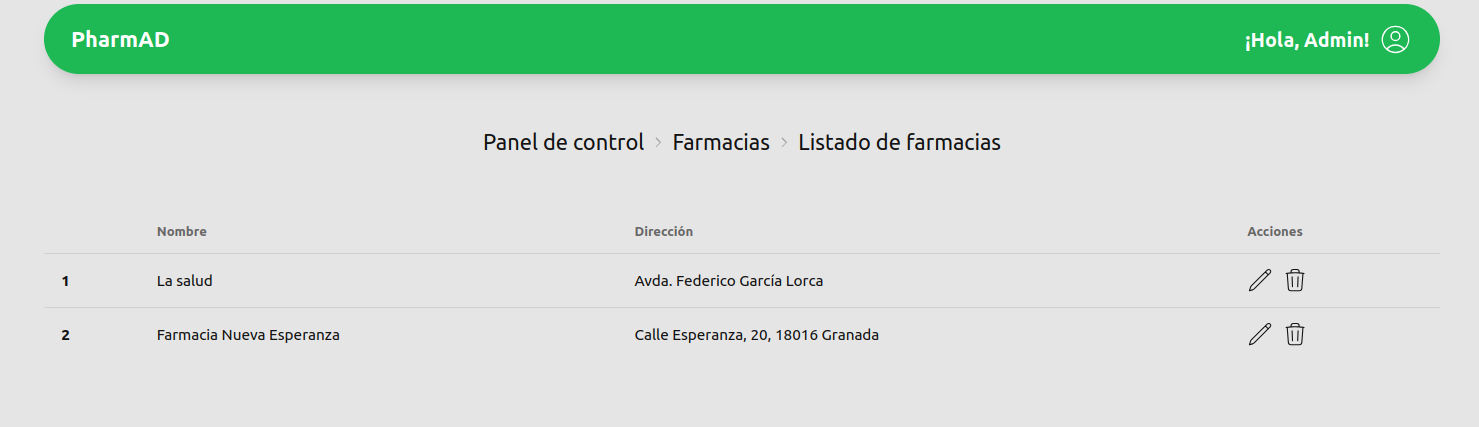 PharmAD ¡Hola, Admin!
Panel de control > Farmacias > Listado de farmacias
Nombre Dirección Acciones
1 La salud Avda. Federico García Lorca
2 Farmacia Nueva Esperanza Calle Esperanza, 20, 18016 Granada